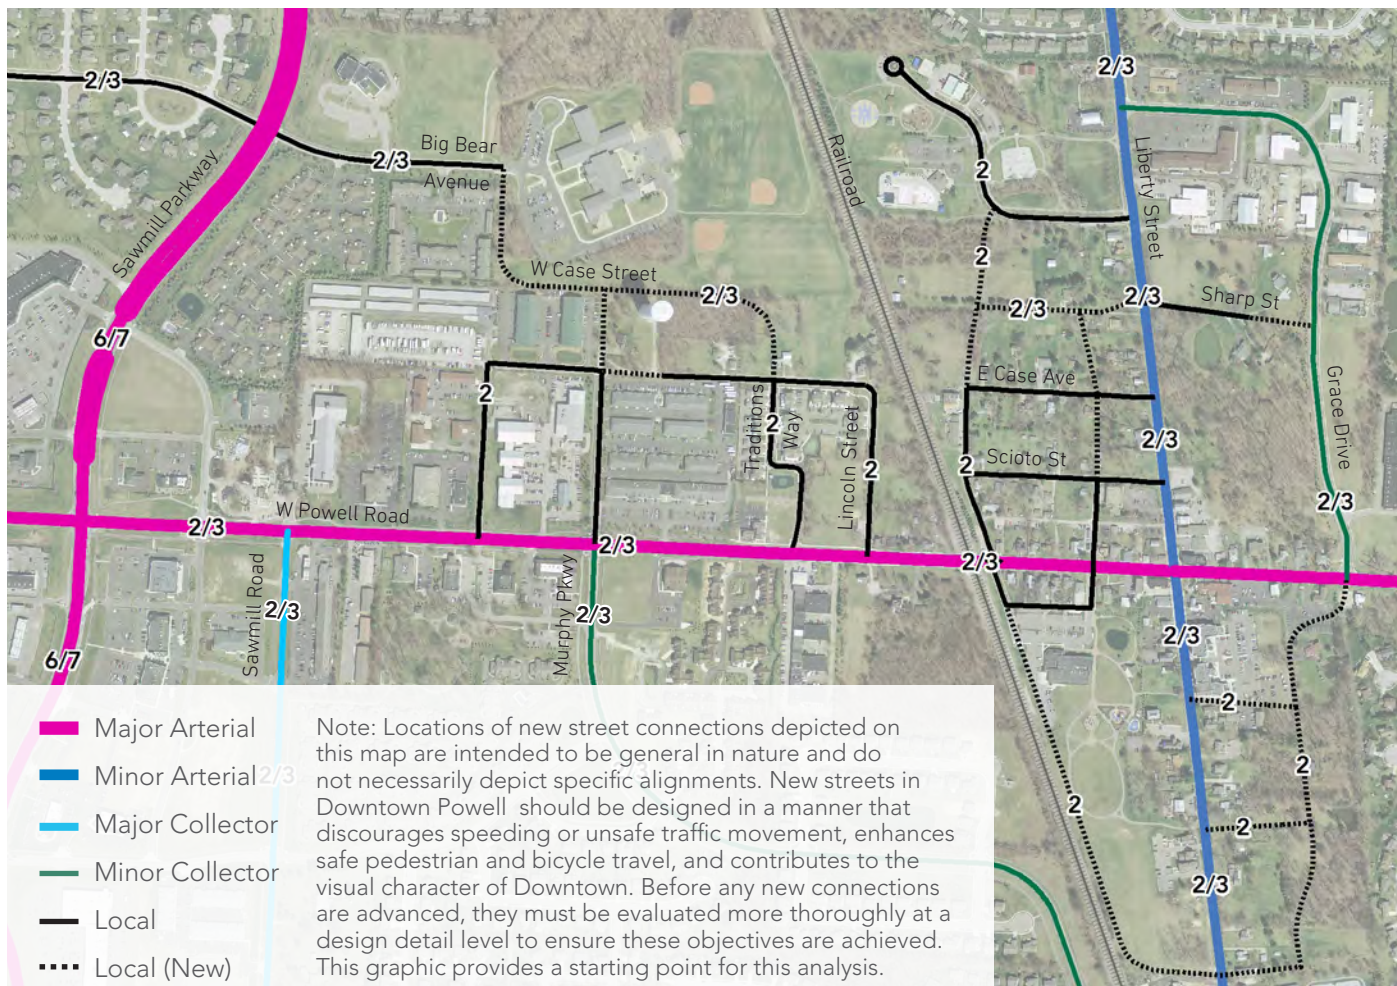 2/3
2/3
Big Bear
2/3
Avenue
Sawmill Parkway
Railroad
2
Liberty Street
W Case Street
2/3
2
2/3
2/3
Sharp St
6/7
2
E Case Ave
Grace Drive
Traditions
Way
2
Lincoln Street
2
2/3
Scioto St
2
2/3
W Powell Road
2/3
2/3
2/3
Sawmill Road
2/3
Murphy Pkwy
2/3
2/3
6/7
2
2
2
2
2/3
Major Arterial
Minor Arterial
2/3
Major Collector
Minor Collector
Local
Local (New)
Note: Locations of new street connections depicted on
this map are intended to be general in nature and do
not necessarily depict specific alignments. New streets in
Downtown Powell should be designed in a manner that
discourages speeding or unsafe traffic movement, enhances
safe pedestrian and bicycle travel, and contributes to the
visual character of Downtown. Before any new connections
are advanced, they must be evaluated more thoroughly at a
design detail level to ensure these objectives are achieved.
This graphic provides a starting point for this analysis.